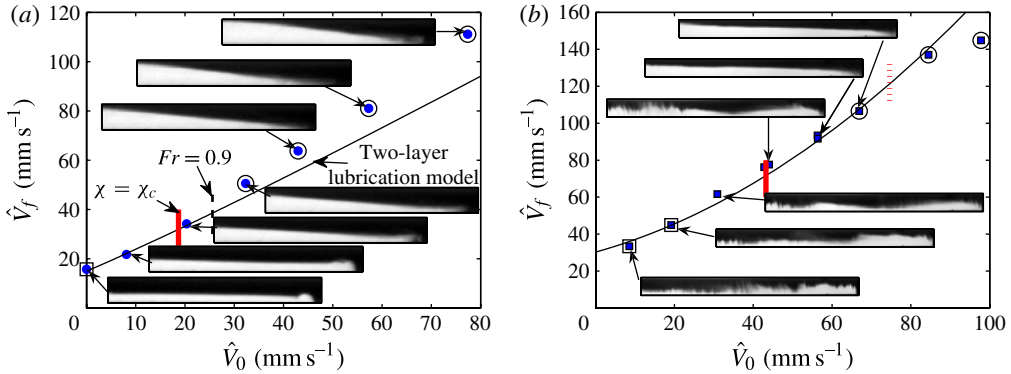 (a)
120
100
80
60
40
20
0
V̂f (mm s−1)
Fr = 0.9
χ = χc
Two-layer
lubrication model
0 10 20 30 40 50 60 70 80
V̂0 (mm s−1)
(b)
160
140
120
100
80
60
40
20
V̂f (mm s−1)
0 20 40 60 80 100
V̂0 (mm s−1)